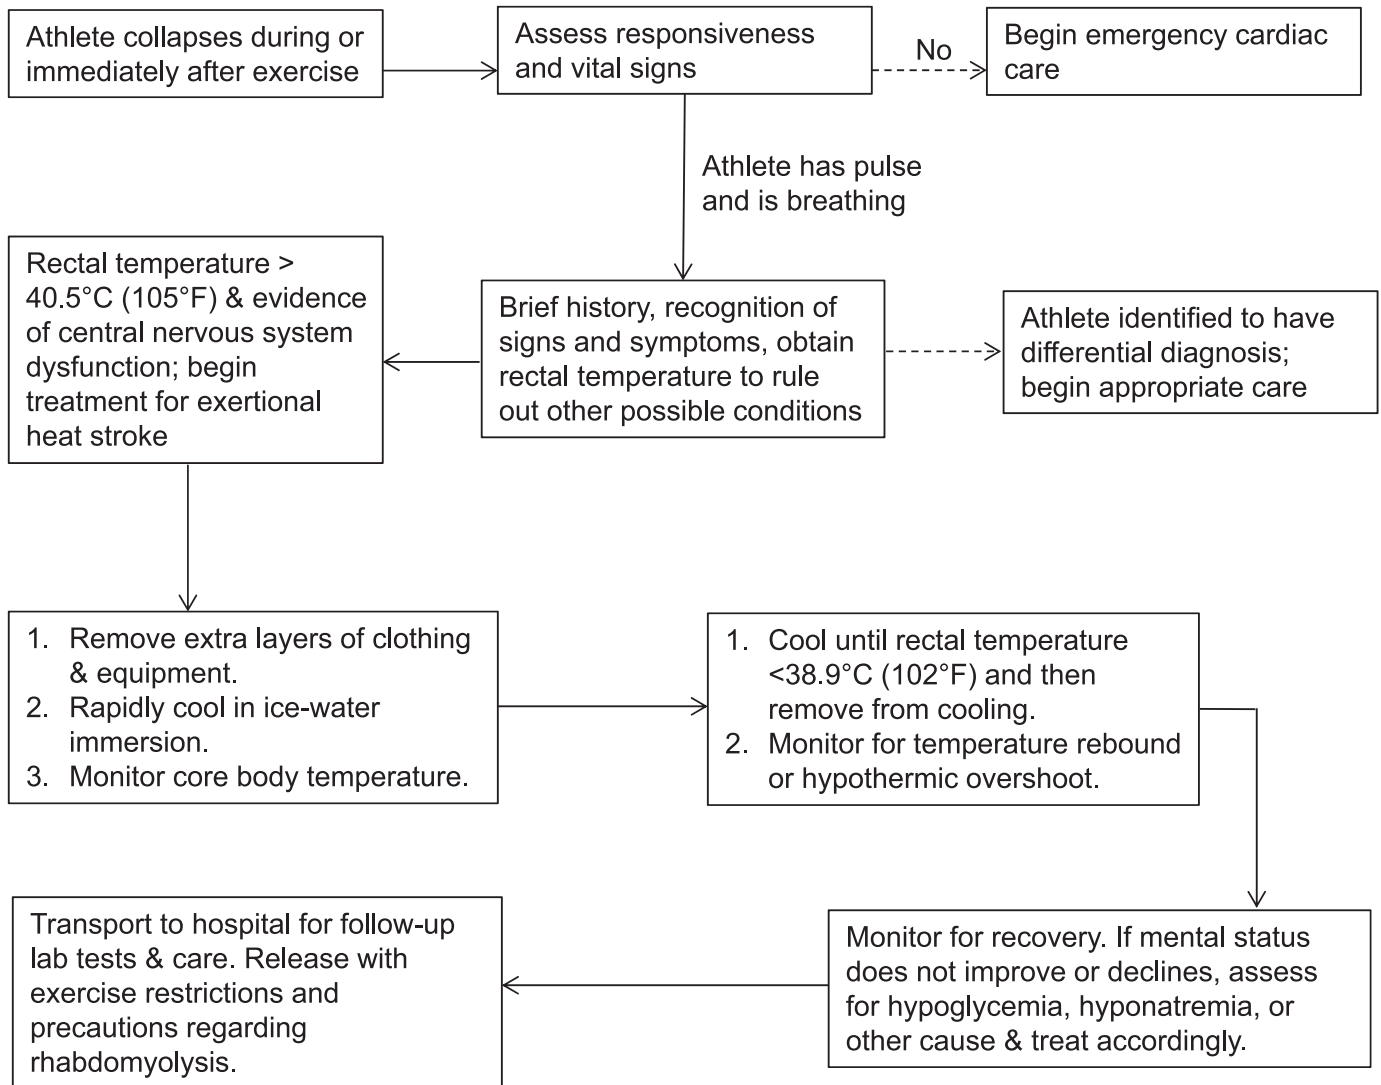 Athlete collapses during or
immediately after exercise
Assess responsiveness
and vital signs
No
Begin emergency cardiac
care
Athlete has pulse
and is breathing
Rectal temperature >
40.5°C (105°F) & evidence
of central nervous system
dysfunction; begin
treatment for exertional
heat stroke
Brief history, recognition of
signs and symptoms, obtain
rectal temperature to rule
out other possible conditions
Athlete identified to have
differential diagnosis;
begin appropriate care
1. Remove extra layers of clothing
& equipment.
2. Rapidly cool in ice-water
immersion.
3. Monitor core body temperature.
1. Cool until rectal temperature
<38.9°C (102°F) and then
remove from cooling.
2. Monitor for temperature rebound
or hypothermic overshoot.
Transport to hospital for follow-up
lab tests & care. Release with
exercise restrictions and
precautions regarding
rhabdomyolysis.
Monitor for recovery. If mental status
does not improve or declines, assess
for hypoglycemia, hyponatremia, or
other cause & treat accordingly.